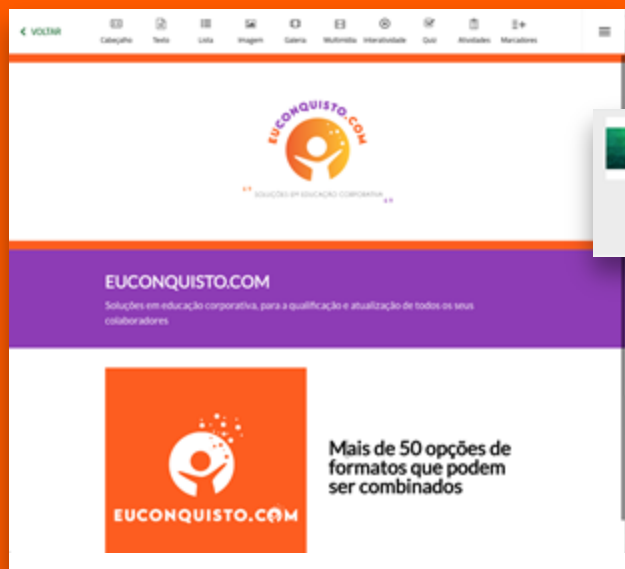 VOLTAR
Cabeçalho Texto Lista Imagem Galeria Multimídia Interatividade Quiz Atividades Marcadores
EUCONQUISTO.COM
SOLUÇÕES EM EDUCAÇÃO CORPORATIVA
EUCONQUISTO.COM
Soluções em educação corporativa, para a qualificação e atualização de todos os seus
colaboradores
EUCONQUISTO.COM
Mais de 50 opções de
formatos que podem
ser combinados